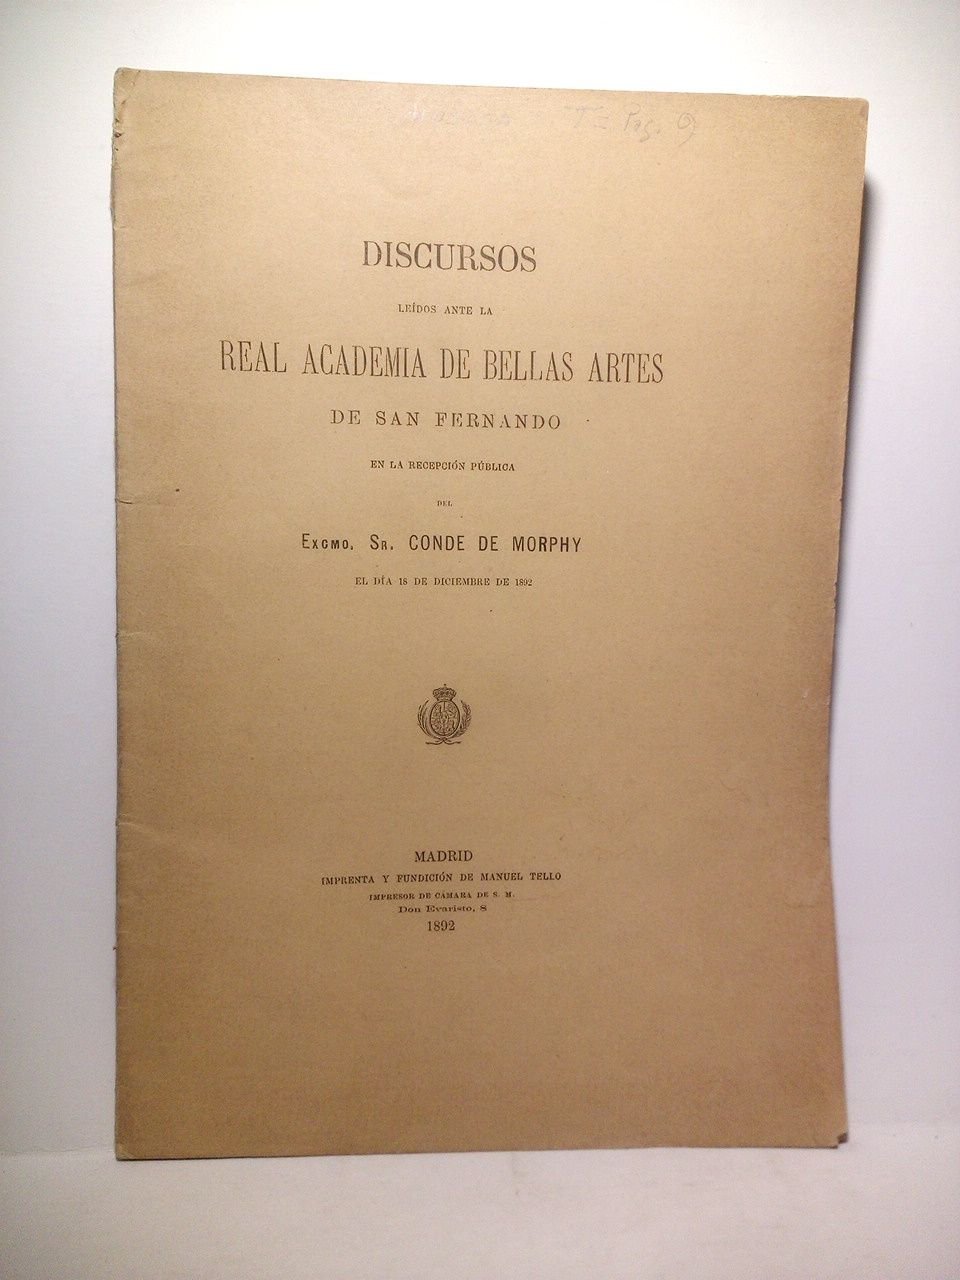 DISCURSOS
LEÍDOS ANTE LA
REAL ACADEMIA DE BELLAS ARTES
DE SAN FERNANDO
EN LA RECEPCIÓN PÚBLICA
DEL
EXCMO. SR. CONDE DE MORPHY
EL DÍA 18 DE DICIEMBRE DE 1892
MADRID
IMPRENTA Y FUNDICIÓN DE MANUEL TELLO
IMPRESOR DE CÁMARA DE S. M.
Don Evaristo, 8
1892